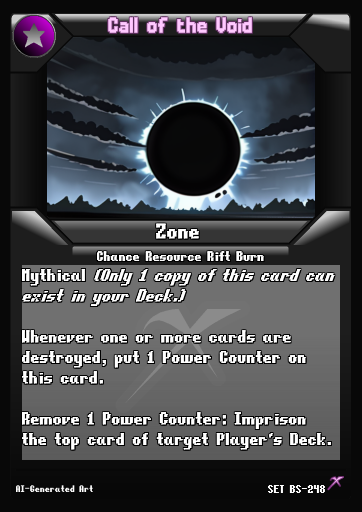 Call of the Void
Zone
Chance Resource Rift Burn
Mythical (Only 1 copy of this card can
exist in your Deck.)
Whenever one or more cards are
destroyed, put 1 Power Counter on
this card.
Remove 1 Power Counter: Imprison
the top card of target Player's Deck.
AI-Generated Art
SET BS-248